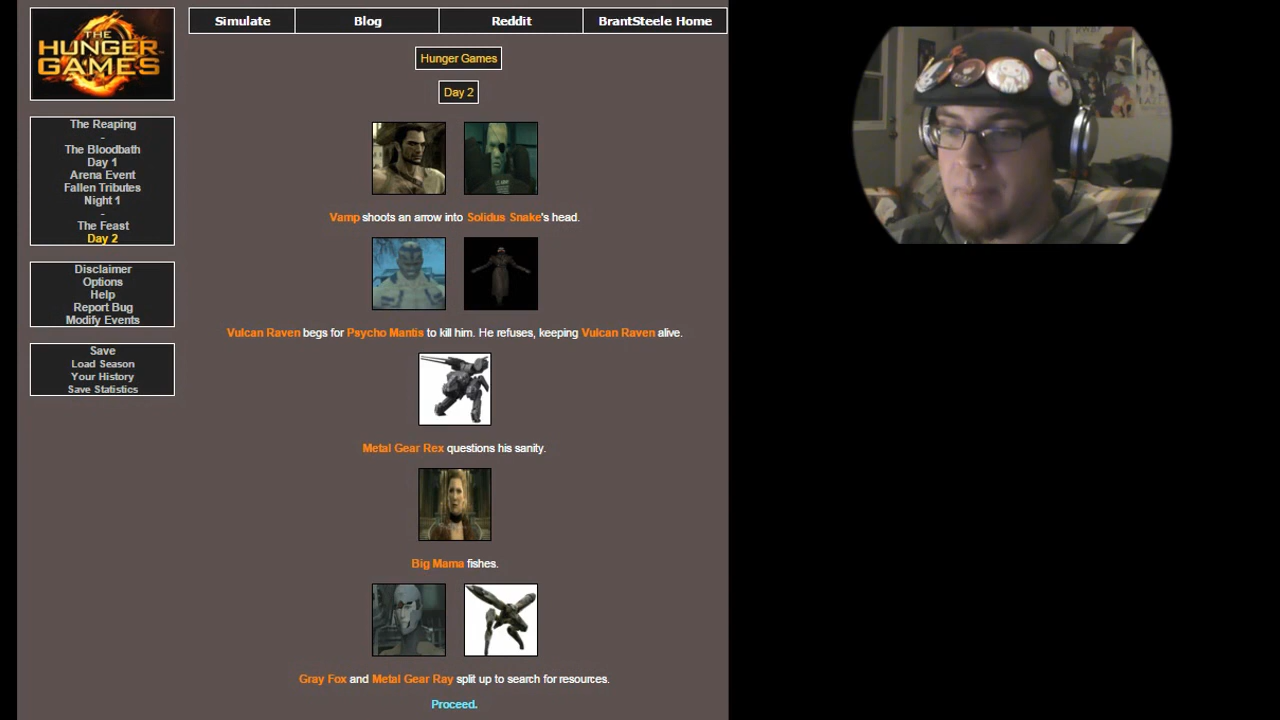 THE
HUNGER
GAMES
Simulate Blog Reddit BrantSteele Home
The Reaping
-
The Bloodbath
Day 1
Arena Event
Fallen Tributes
Night 1
-
The Feast
Day 2
Disclaimer
Options
Help
Report Bug
Modify Events
Save
Load Season
Your History
Save Statistics
Hunger Games
Day 2
Vamp shoots an arrow into Solidus Snake's head.
Vulcan Raven begs for Psycho Mantis to kill him. He refuses, keeping Vulcan Raven alive.
Metal Gear Rex questions his sanity.
Big Mama fishes.
Gray Fox and Metal Gear Ray split up to search for resources.
Proceed.